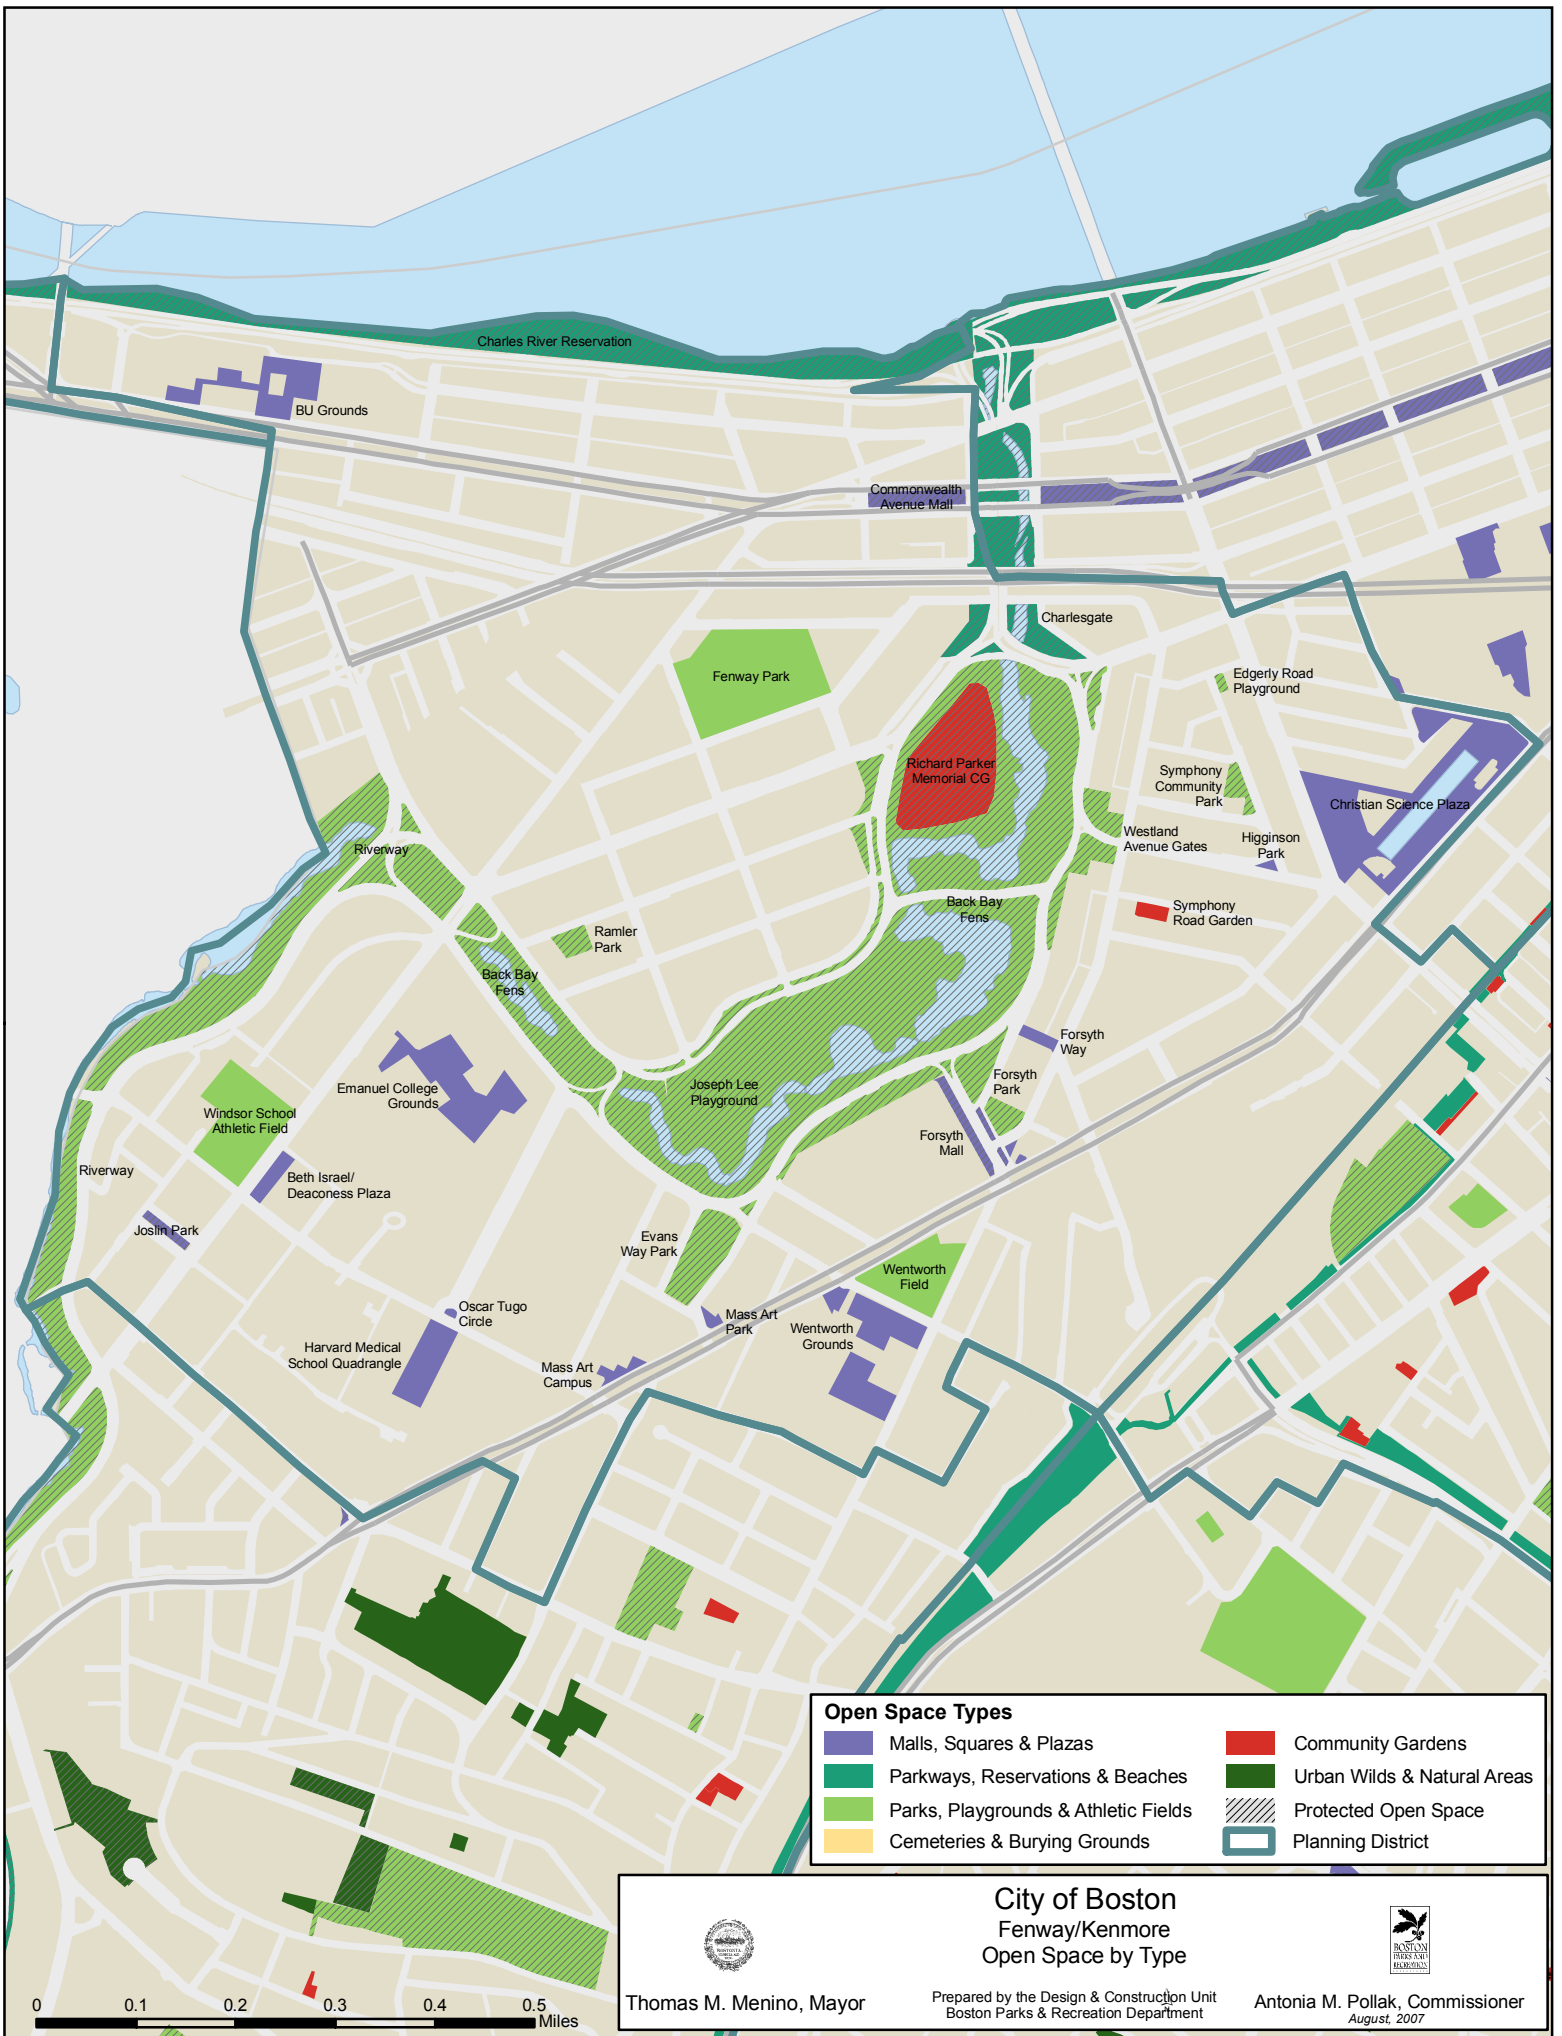 Charles River Reservation
BU Grounds
Commonwealth
Avenue Mall
Charlesgate
Fenway Park
Edgerly Road
Playground
Richard Parker
Memorial CG
Symphony
Community
Park
Christian Science Plaza
Westland
Avenue Gates
Higginson
Park
Riverway
Symphony
Road Garden
Back Bay
Fens
Ramler
Park
Back Bay
Fens
Forsyth
Way
Emanuel College
Grounds
Joseph Lee
Playground
Forsyth
Park
Windsor School
Athletic Field
Forsyth
Mall
Riverway
Beth Israel/
Deaconess Plaza
Joslin Park
Evans
Way Park
Wentworth
Field
Oscar Tugo
Circle
Mass Art
Park
Wentworth
Grounds
Harvard Medical
School Quadrangle
Mass Art
Campus
Open Space Types
Malls, Squares & Plazas
Parkways, Reservations & Beaches
Parks, Playgrounds & Athletic Fields
Cemeteries & Burying Grounds
Community Gardens
Urban Wilds & Natural Areas
Protected Open Space
Planning District
City of Boston
Fenway/Kenmore
Open Space by Type
Thomas M. Menino, Mayor
Prepared by the Design & Construction Unit
Boston Parks & Recreation Department
BOSTON
PARKS AND
RECREATION
Antonia M. Pollak, Commissioner
August, 2007
0 0.1 0.2 0.3 0.4 0.5
Miles